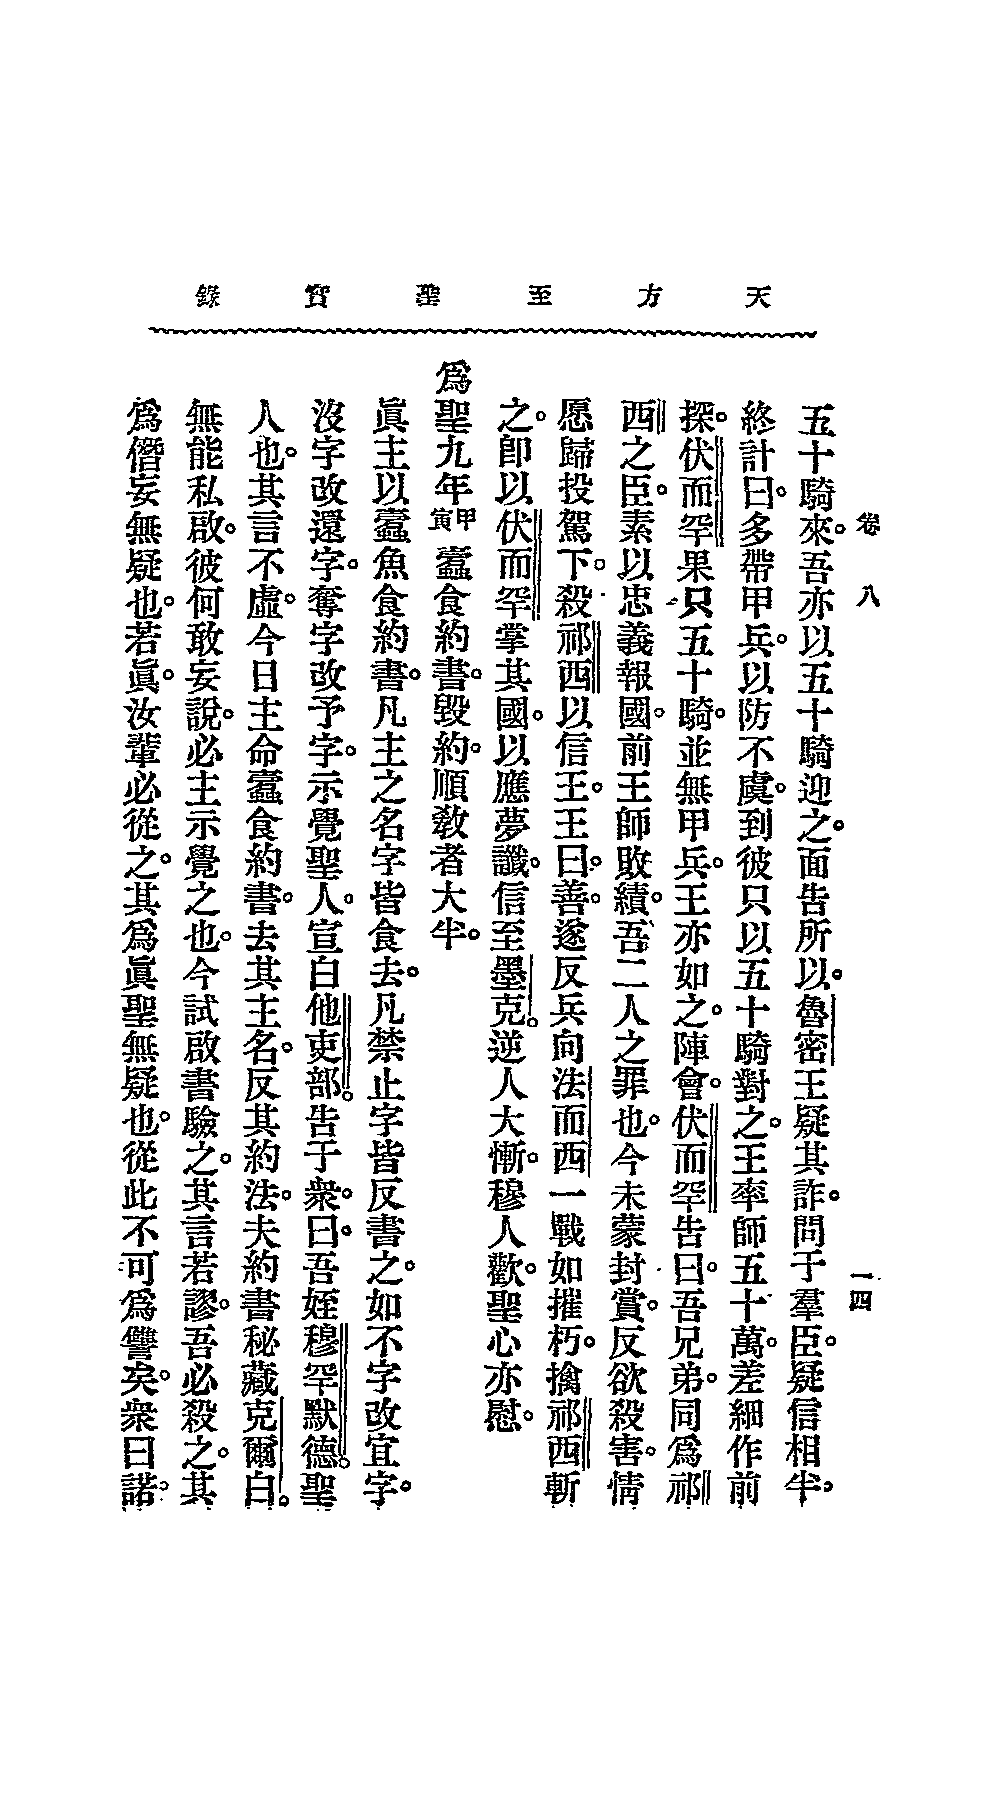 天方至聖實錄
卷八
一四
五十騎來。吾亦以五十騎迎之。面告所以。魯密王疑其詐。問于羣臣。疑信相半。
終計曰。多帶甲兵。以防不虞。到彼只以五十騎對之。王率師五十萬。差細作前
探。伏而罕果只五十騎。並無甲兵。王亦如之。陣會。伏而罕告曰。吾兄弟。同爲祁
西之臣。素以忠義報國。前王師敗績。吾二人之罪也。今未蒙封賞。反欲殺害。情
愿歸投駕下。殺祁西以信王。王曰。善。遂反兵向法而西一戰如摧朽。擒祁西斬
之。卽以伏而罕掌其國。以應夢讖。信至墨克。逆人大慚。穆人歡。聖心亦慰。
爲聖九年甲寅蠹食約書。毀約。順敎者大半。
眞主以蠹魚食約書。凡主之名字皆食去。凡禁止字皆反書之。如不字改宜字。
沒字改還字。奪字改予字。示覺聖人。宣白他吏部。告于衆。曰。吾姪穆罕默德。聖
人也。其言不虛。今日主命蠹食約書。去其主名。反其約法。夫約書秘藏克爾白。
無能私啟。彼何敢妄說。必主示覺之也。今試啟書驗之。其言若謬。吾必殺之。其
爲僭妄無疑也。若眞。汝輩必從之。其爲眞聖無疑也。從此不可爲讐矣。衆曰諾。